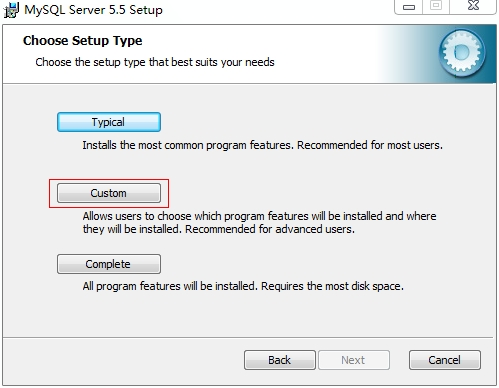 MySQL Server 5.5 Setup
Choose Setup Type
Choose the setup type that best suits your needs
Typical
Installs the most common program features. Recommended for most users.
Custom
Allows users to choose which program features will be installed and where
they will be installed. Recommended for advanced users.
Complete
All program features will be installed. Requires the most disk space.
Back
Next
Cancel